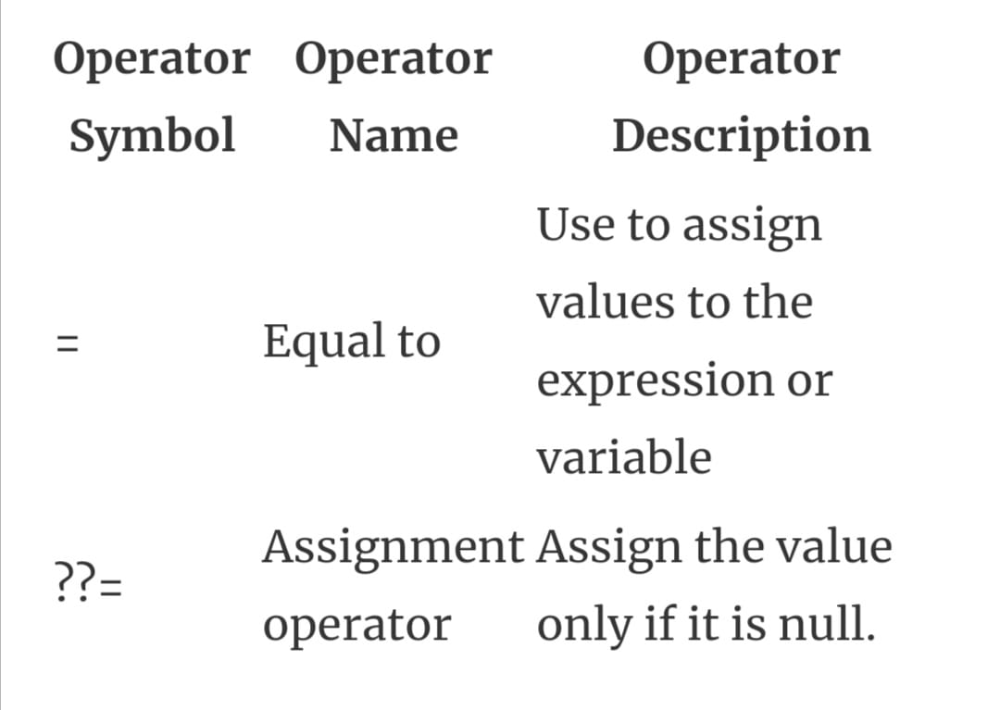 Operator Operator Operator
Symbol Name Description
Use to assign
values to the
= Equal to
expression or
variable
Assignment Assign the value
??=
operator only if it is null.